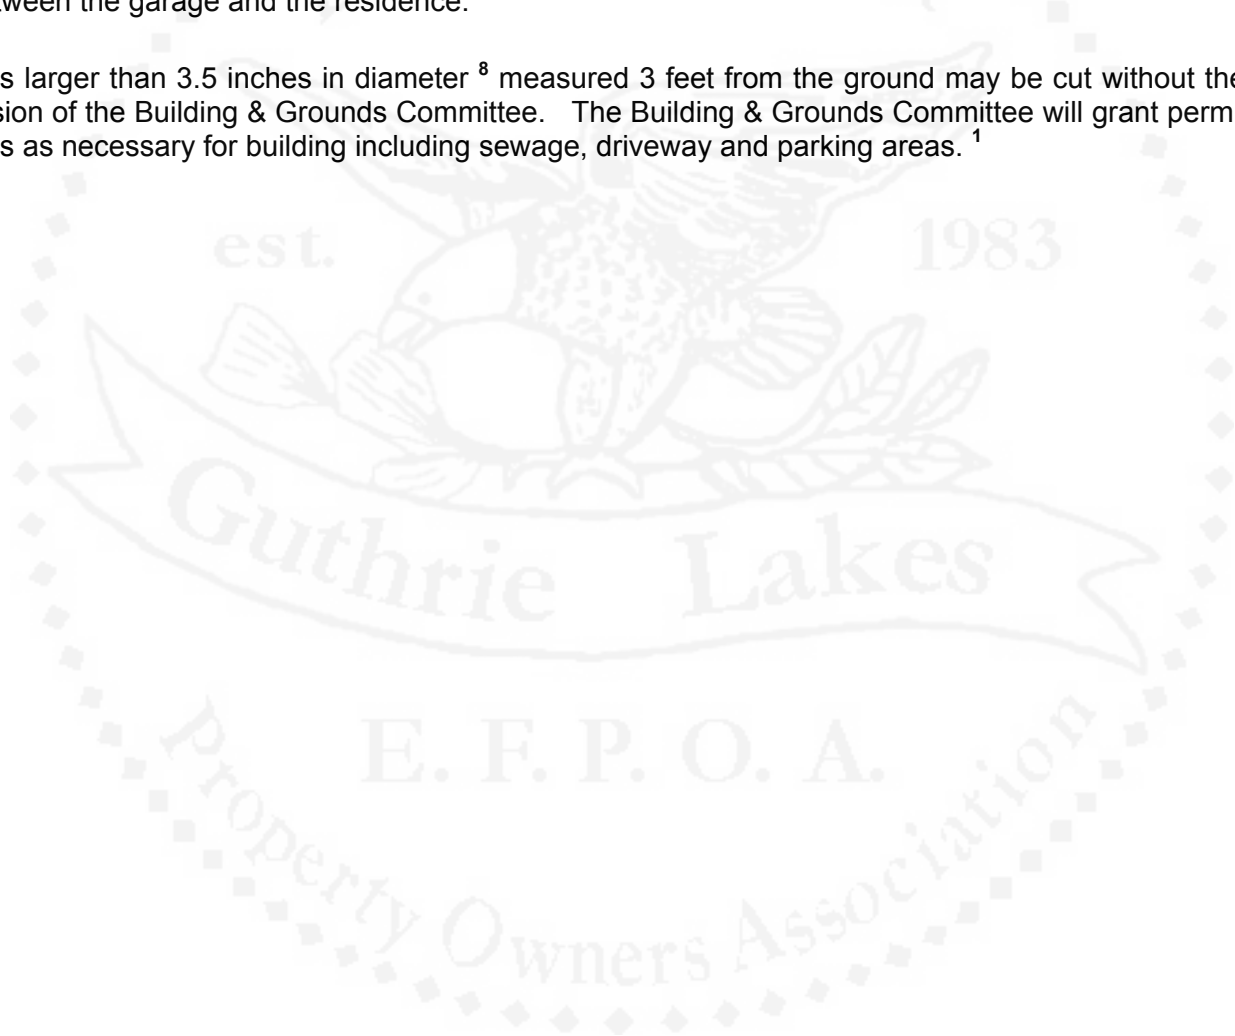 tween the garage and the residence.
s larger than 3.5 inches in diameter ⁸ measured 3 feet from the ground may be cut without the
sion of the Building & Grounds Committee. The Building & Grounds Committee will grant perm
s as necessary for building including sewage, driveway and parking areas. ¹
est. 1983
Guthrie Lakes
E. F. P. O. A.
Property Owners Association